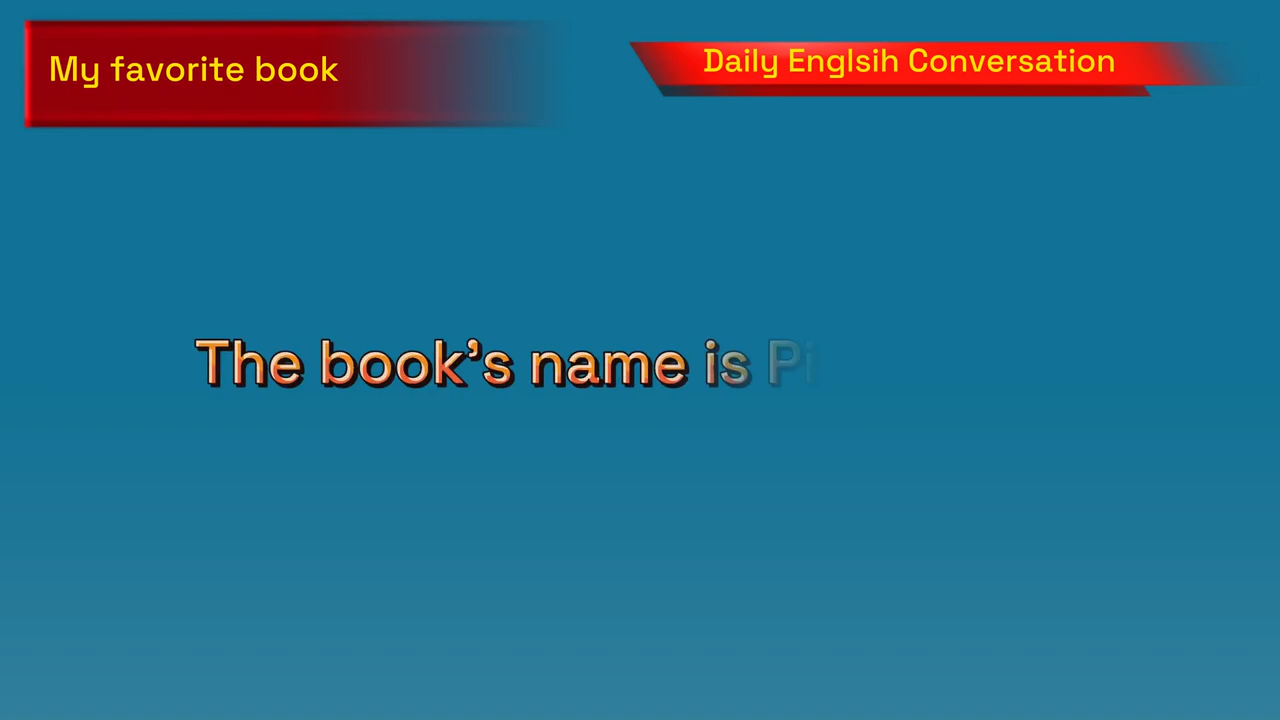 My favorite book
Daily Englsih Conversation
The book's name is